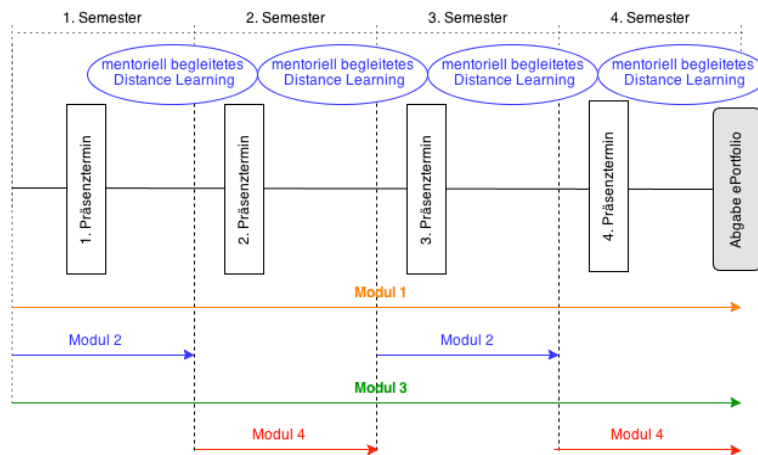 1. Semester
2. Semester
3. Semester
4. Semester
mentoriell begleitetes
Distance Learning
mentoriell begleitetes
Distance Learning
mentoriell begleitetes
Distance Learning
mentoriell begleitetes
Distance Learning
1. Präsenztermin
2. Präsenztermin
3. Präsenztermin
4. Präsenztermin
Abgabe ePortfolio
Modul 1
Modul 2
Modul 2
Modul 3
Modul 4
Modul 4